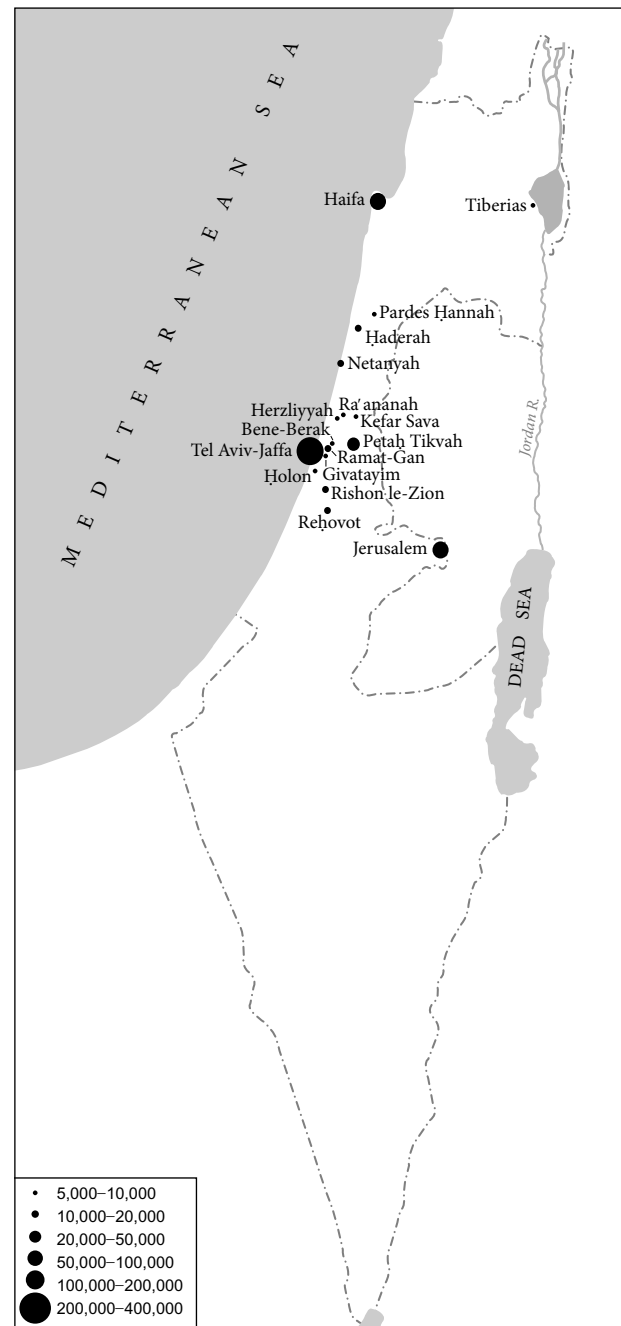 MEDITERRANEAN SEA
Haifa
Tiberias
Pardes Ḥannah
Ḥaderah
Netanyah
Ra'ananah
Herzliyyah
Kefar Sava
Bene-Berak
Petaḥ Tikvah
Tel Aviv-Jaffa
Ramat-Gan
Ḥolon
Givatayim
Rishon le-Zion
Reḥovot
Jerusalem
Jordan R.
DEAD SEA
5,000–10,000
10,000–20,000
20,000–50,000
50,000–100,000
100,000–200,000
200,000–400,000